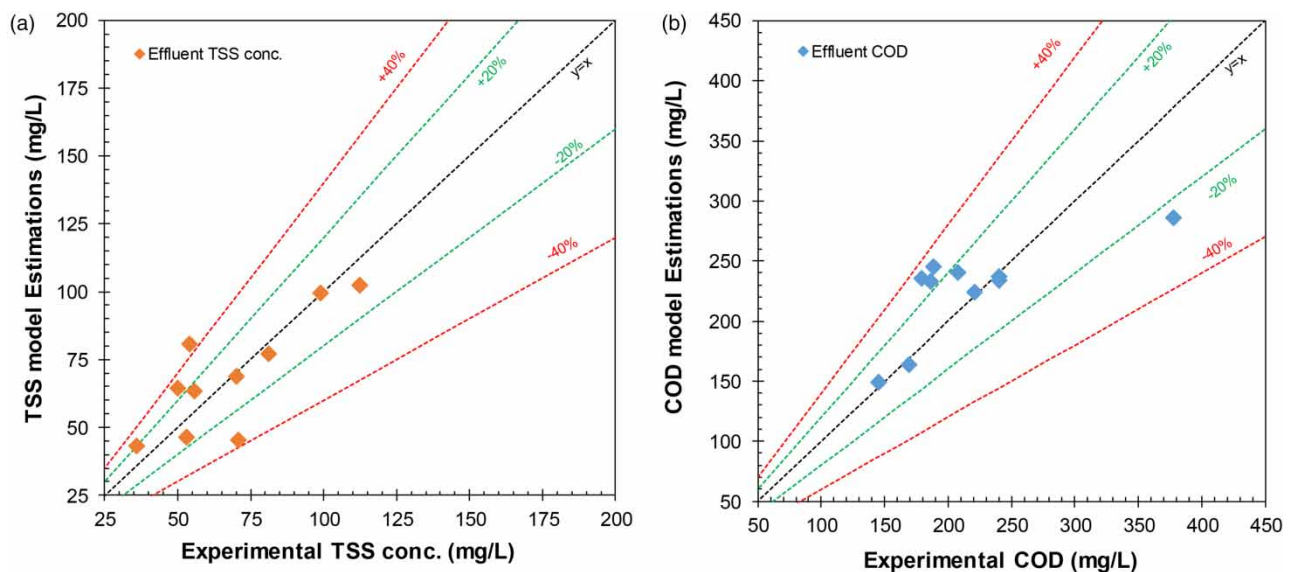 (a)
TSS model Estimations (mg/L)
200
175
150
125
100
75
50
25
Effluent TSS conc.
+40%
+20%
y=x
-20%
-40%
25 50 75 100 125 150 175 200
Experimental TSS conc. (mg/L)
(b)
COD model Estimations (mg/L)
450
400
350
300
250
200
150
100
50
Effluent COD
+40%
+20%
y=x
-20%
-40%
50 100 150 200 250 300 350 400 450
Experimental COD (mg/L)